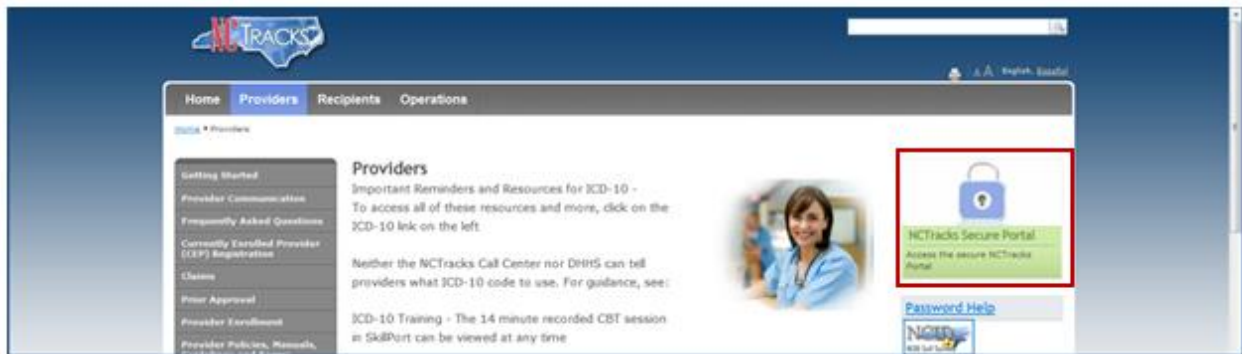 NCTRACKS
English, Español
Home Providers Recipients Operations
Home ▸ Providers
Getting Started
Provider Communication
Frequently Asked Questions
Currently Enrolled Provider
(CEP) Registration
Claims
Prior Approval
Provider Enrollment
Provider Policies, Manuals,
Providers
Important Reminders and Resources for ICD-10 -
To access all of these resources and more, click on the
ICD-10 link on the left
Neither the NCTracks Call Center nor DHHS can tell
providers what ICD-10 code to use. For guidance, see:
ICD-10 Training - The 14 minute recorded CBT session
in SkillPort can be viewed at any time
NCTracks Secure Portal
Access the secure NCTracks
Portal
Password Help
NCID